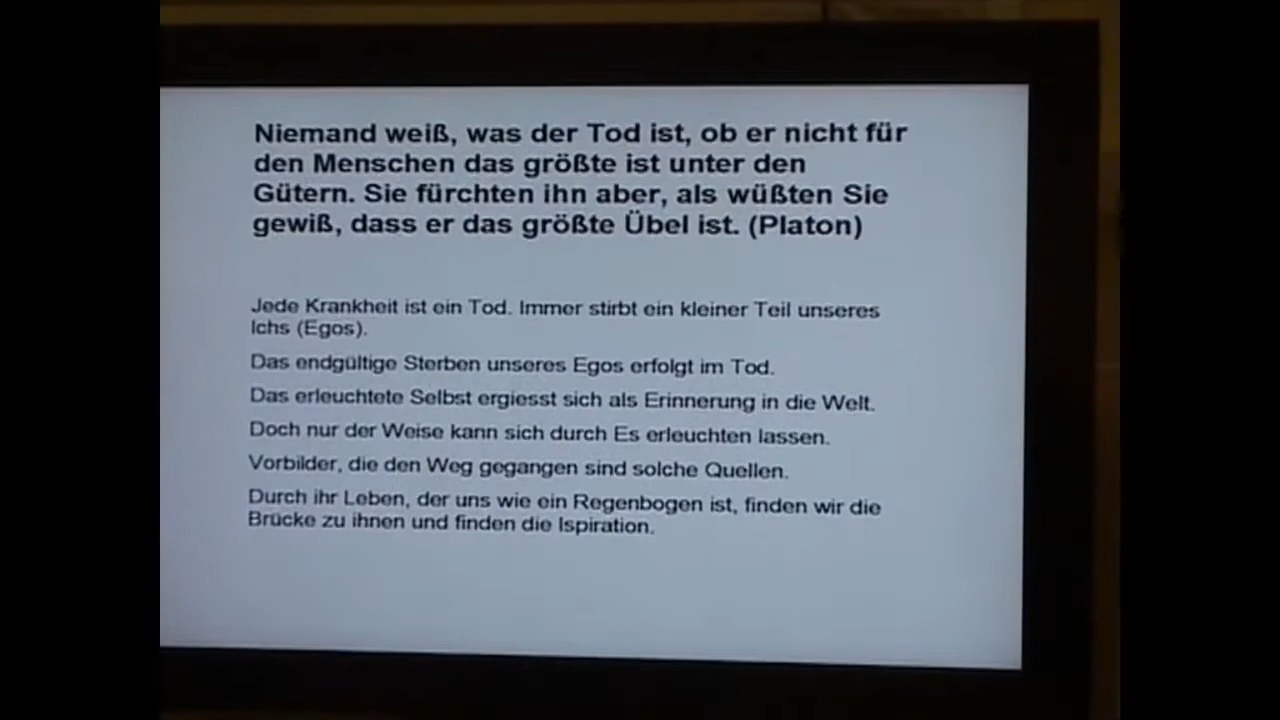 Niemand weiß, was der Tod ist, ob er nicht für
den Menschen das größte ist unter den
Gütern. Sie fürchten ihn aber, als wüßten Sie
gewiß, dass er das größte Übel ist. (Platon)
Jede Krankheit ist ein Tod. Immer stirbt ein kleiner Teil unseres
Ichs (Egos).
Das endgültige Sterben unseres Egos erfolgt im Tod.
Das erleuchtete Selbst ergiesst sich als Erinnerung in die Welt.
Doch nur der Weise kann sich durch Es erleuchten lassen.
Vorbilder, die den Weg gegangen sind solche Quellen.
Durch ihr Leben, der uns wie ein Regenbogen ist, finden wir die
Brücke zu ihnen und finden die Ispiration.